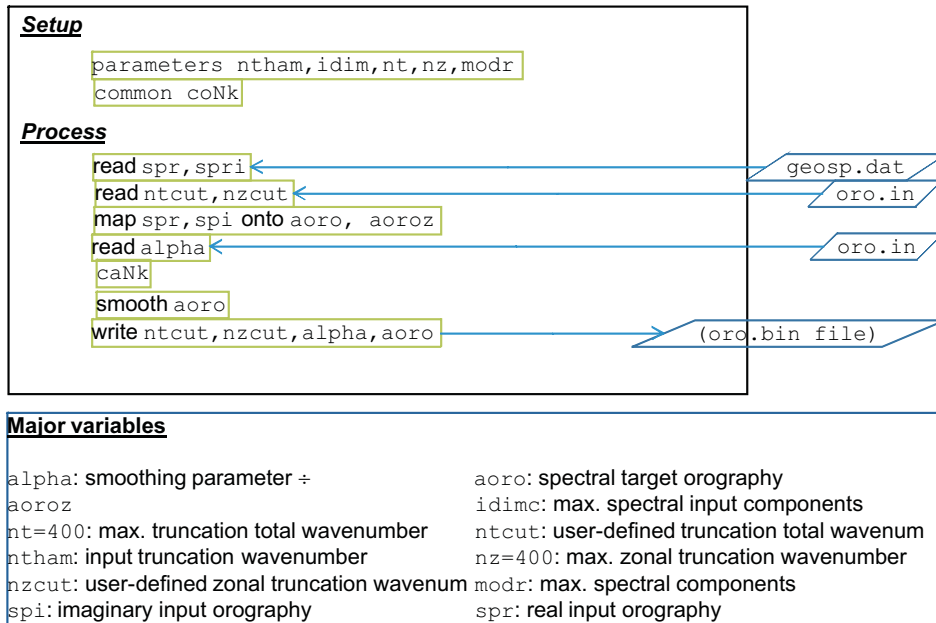 Setup
parameters ntham,idim,nt,nz,modr
common coNk
Process
read spr,spri geosp.dat
read ntcut,nzcut oro.in
map spr,spi onto aoro, aoroz
read alpha oro.in
caNk
smooth aoro
write ntcut,nzcut,alpha,aoro (oro.bin file)
Major variables
alpha: smoothing parameter ÷ aoro: spectral target orography
aoroz idimc: max. spectral input components
nt=400: max. truncation total wavenumber ntcut: user-defined truncation total wavenum
ntham: input truncation wavenumber nz=400: max. zonal truncation wavenumber
nzcut: user-defined zonal truncation wavenum modr: max. spectral components
spi: imaginary input orography spr: real input orography